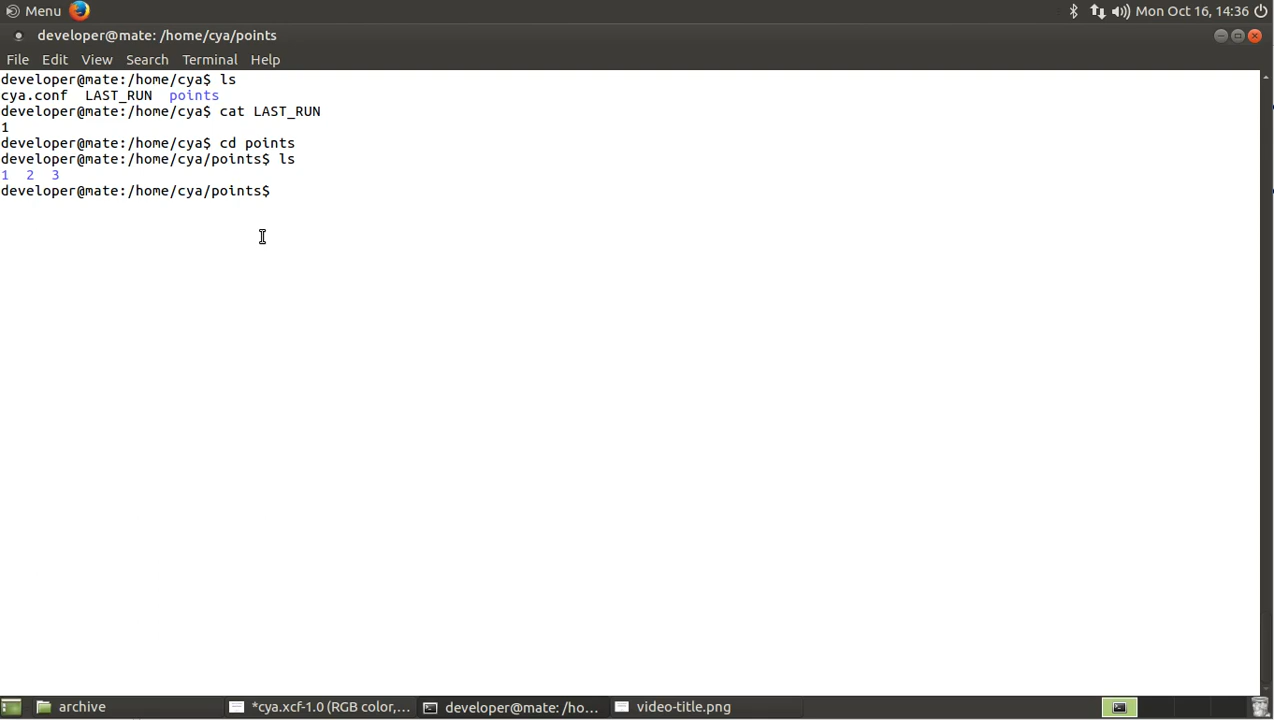 Menu
Mon Oct 16, 14:36
developer@mate: /home/cya/points
File Edit View Search Terminal Help
developer@mate:/home/cya$ ls
cya.conf  LAST_RUN  points
developer@mate:/home/cya$ cat LAST_RUN
1
developer@mate:/home/cya$ cd points
developer@mate:/home/cya/points$ ls
1  2  3
developer@mate:/home/cya/points$
archive
*cya.xcf-1.0 (RGB color,...
developer@mate: /ho...
video-title.png